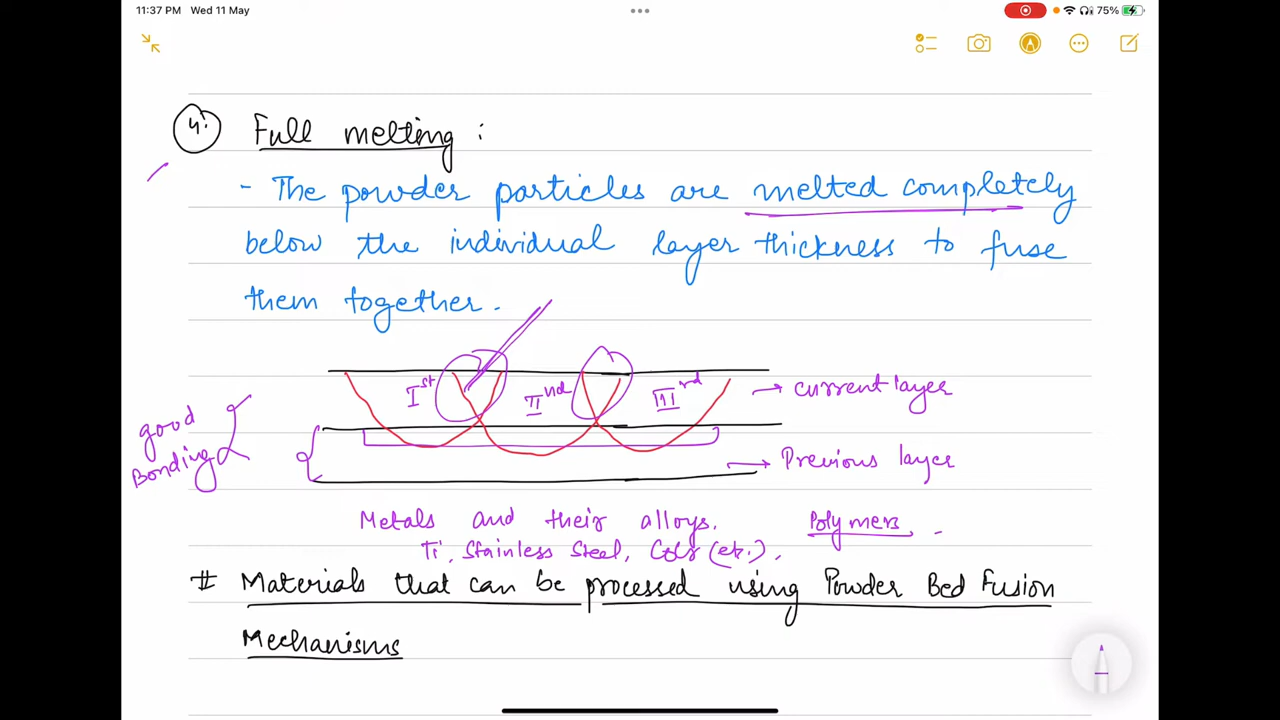 11:37 PM Wed 11 May
75%
4.
Full melting :
- The powder particles are melted completely
below the individual layer thickness to fuse
them together.
Ist
IInd
IIIrd
→ current layer
good
Bonding
→ Previous layer
Metals and their alloys. Polymers -
Ti, Stainless Steel, (etc.).
# Materials that can be processed using Powder Bed Fusion
Mechanisms